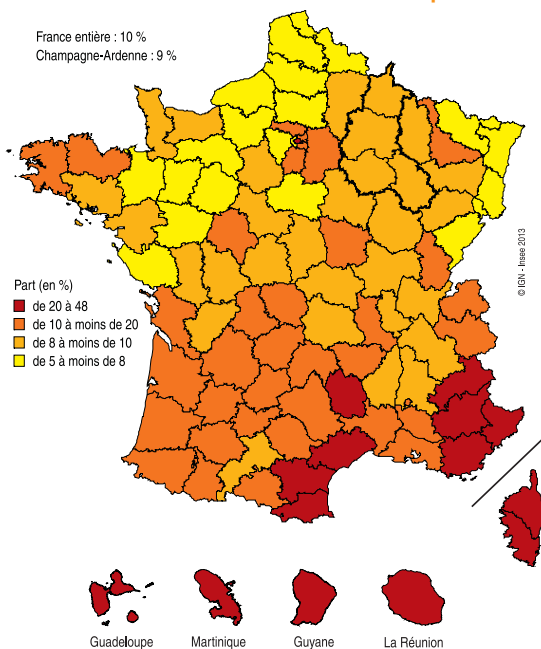 France entière : 10 %
Champagne-Ardenne : 9 %
© IGN - Insee 2013
Part (en %)
de 20 à 48
de 10 à moins de 20
de 8 à moins de 10
de 5 à moins de 8
Guadeloupe
Martinique
Guyane
La Réunion